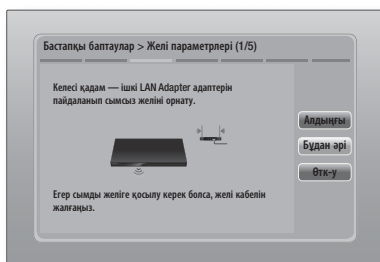 Бастапқы баптаулар > Желі параметрлері (1/5)
Келесі қадам — ішкі LAN Adapter адаптерін
пайдаланып сымсыз желіні орнату.
Алдыңғы
Бұдан әрі
Өтк-у
Егер сымды желіге қосылу керек болса, желі кабелін
жалғаңыз.